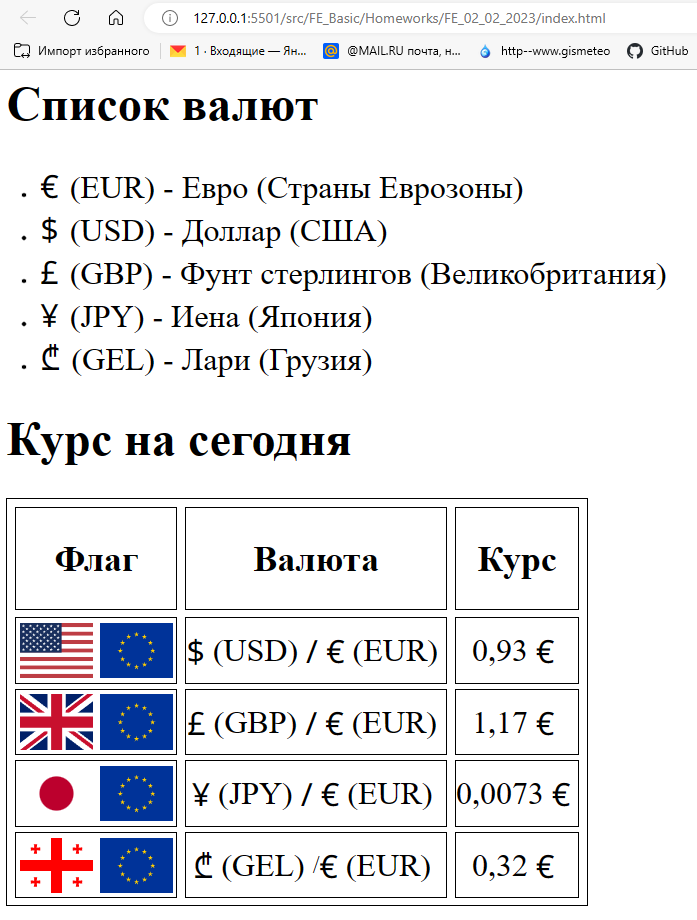 127.0.0.1:5501/src/FE_Basic/Homeworks/FE_02_02_2023/index.html
Импорт избранного 1 · Входящие — Ян... @MAIL.RU почта, н... http--www.gismeteo GitHub
Список валют
• € (EUR) - Евро (Страны Еврозоны)
• $ (USD) - Доллар (США)
• £ (GBP) - Фунт стерлингов (Великобритания)
• ¥ (JPY) - Иена (Япония)
• ₾ (GEL) - Лари (Грузия)
Курс на сегодня
Флаг Валюта Курс
$ (USD) / € (EUR) 0,93 €
£ (GBP) / € (EUR) 1,17 €
¥ (JPY) / € (EUR) 0,0073 €
₾ (GEL) /€ (EUR) 0,32 €